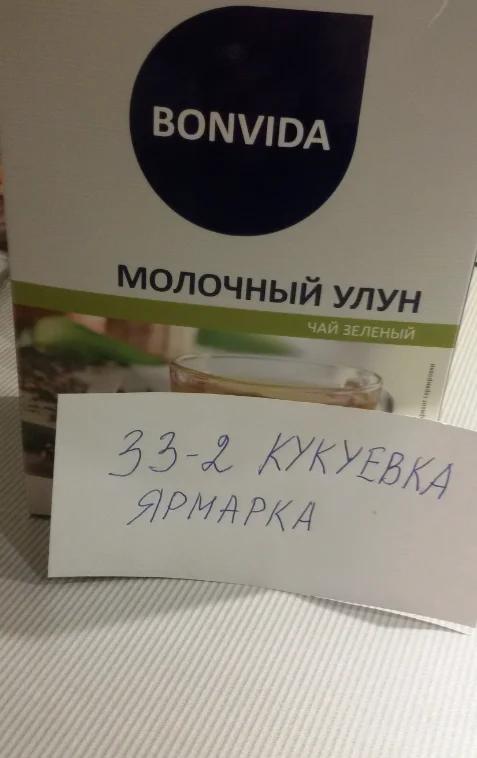 BONVIDA
МОЛОЧНЫЙ УЛУН
ЧАЙ ЗЕЛЕНЫЙ
33-2 КУКУЕВКА
ЯРМАРКА